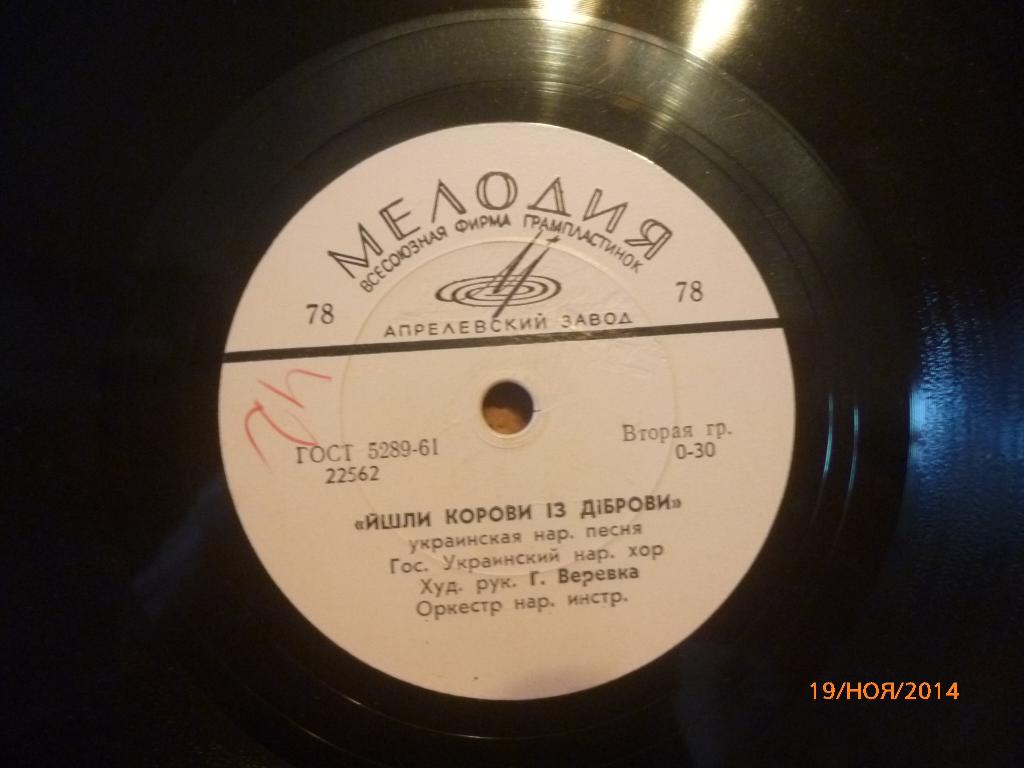 МЕЛОДИЯ
ВСЕСОЮЗНАЯ ФИРМА ГРАМПЛАСТИНОК
78 78
АПРЕЛЕВСКИЙ ЗАВОД
24
ГОСТ 5289-61
22562
Вторая гр.
0-30
«ЙШЛИ КОРОВИ ІЗ ДІБРОВИ»
украинская нар. песня
Гос. Украинский нар. хор
Худ. рук. Г. Веревка
Оркестр нар. инстр.
19/НОЯ/2014